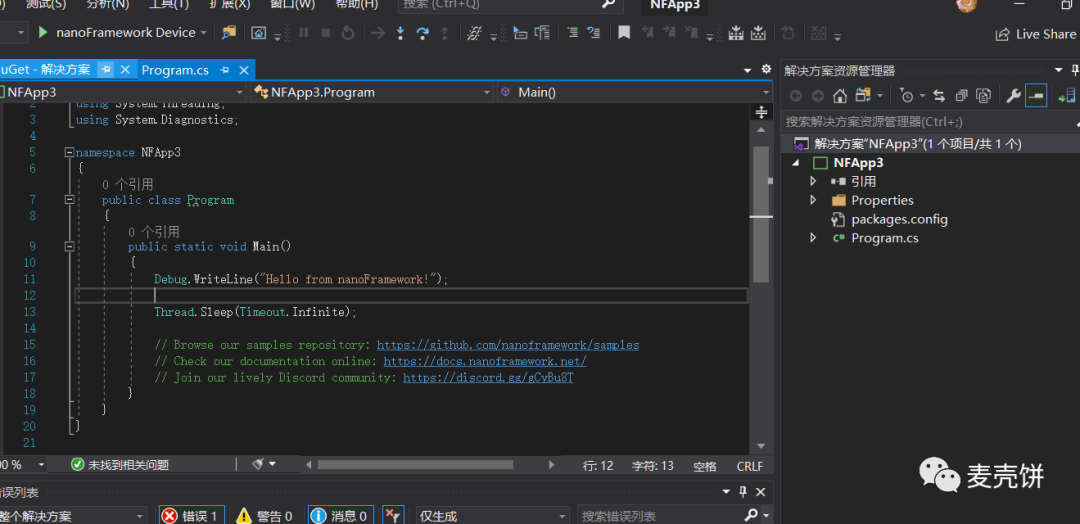 测试(S) 分析(N) 工具(T) 扩展(X) 窗口(W) 帮助(H) 搜索 (Ctrl+Q) NFApp3
nanoFramework Device Live Share
uGet - 解决方案 Program.cs
NFApp3 NFApp3.Program Main()
2 using System.Threading;
3 using System.Diagnostics;
4
5 namespace NFApp3
6 {
0 个引用
7 public class Program
8 {
0 个引用
9 public static void Main()
10 {
11 Debug.WriteLine("Hello from nanoFramework!");
12
13 Thread.Sleep(Timeout.Infinite);
14
15 // Browse our samples repository: https://github.com/nanoframework/samples
16 // Check our documentation online: https://docs.nanoframework.net/
17 // Join our lively Discord community: https://discord.gg/gCyBu8T
18 }
19 }
20 }
21
00 % 未找到相关问题 行: 12 字符: 13 空格 CRLF
错误列表
整个解决方案 错误 1 警告 0 消息 0 仅生成 搜索错误列表
解决方案资源管理器
搜索解决方案资源管理器(Ctrl+;)
解决方案"NFApp3"(1 个项目/共 1 个)
NFApp3
引用
Properties
packages.config
C# Program.cs
麦壳饼